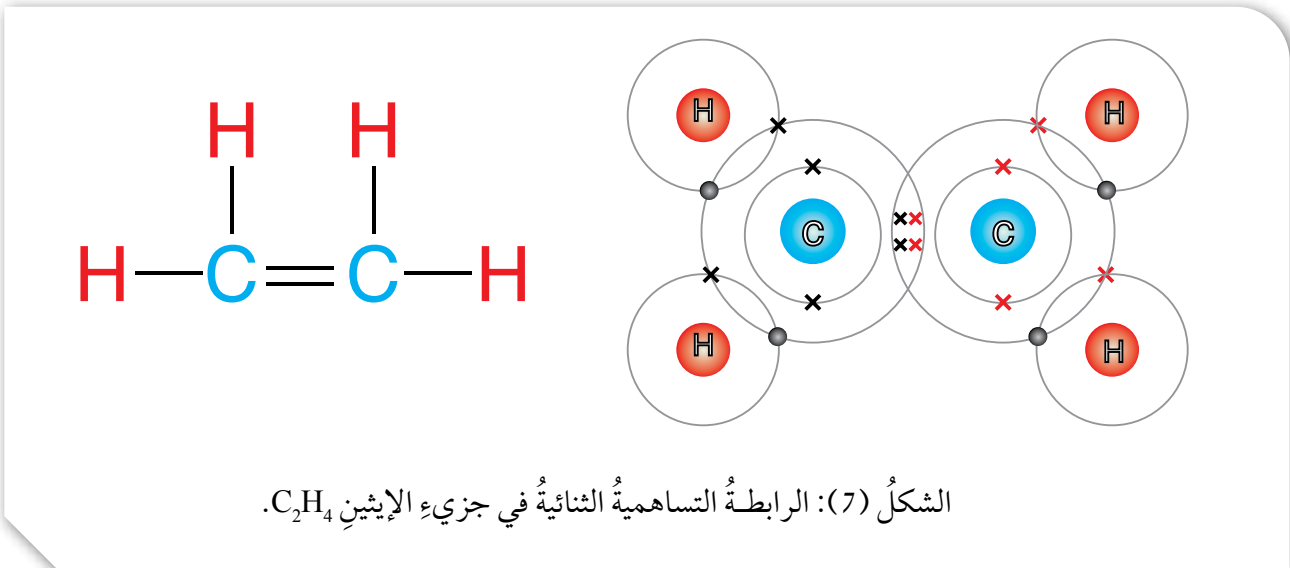 H H
H C C H
H H
C C
H H
الشكلُ (7): الرابطـةُ التساهميةُ الثنائيةُ في جزيءِ الإيثينِ C₂H₄.